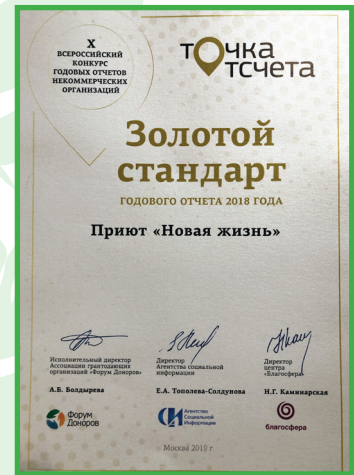 X
ВСЕРОССИЙСКИЙ
КОНКУРС
ГОДОВЫХ ОТЧЕТОВ
НЕКОММЕРЧЕСКИХ
ОРГАНИЗАЦИЙ
ТОЧКА
ТСЧЕТА
Золотой
стандарт
ГОДОВОГО ОТЧЕТА 2018 ГОДА
Приют «Новая жизнь»
Исполнительный директор
Ассоциации грантодающих
организаций «Форум Доноров»
А.Б. Болдырева
Форум
Доноров
Директор
Агентства социальной
информации
Е.А. Тополева-Солдунова
Агентство
Социальной
Информации
Директор
центра
«Благосфера»
Н.Г. Каминарская
благосфера
Москва 2019 г